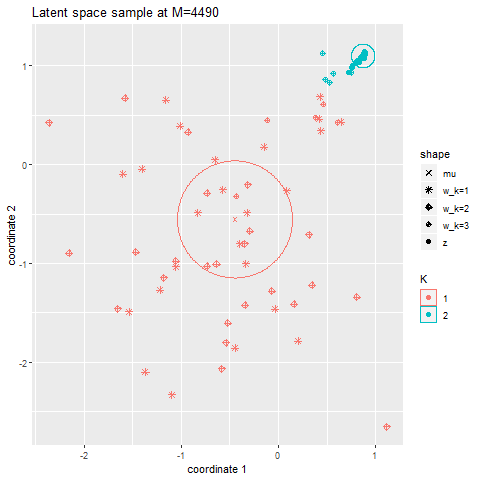 Latent space sample at M=4490
coordinate 2
1
0
-1
-2
-2
-1
0
1
coordinate 1
shape
mu
w_k=1
w_k=2
w_k=3
z
K
1
2